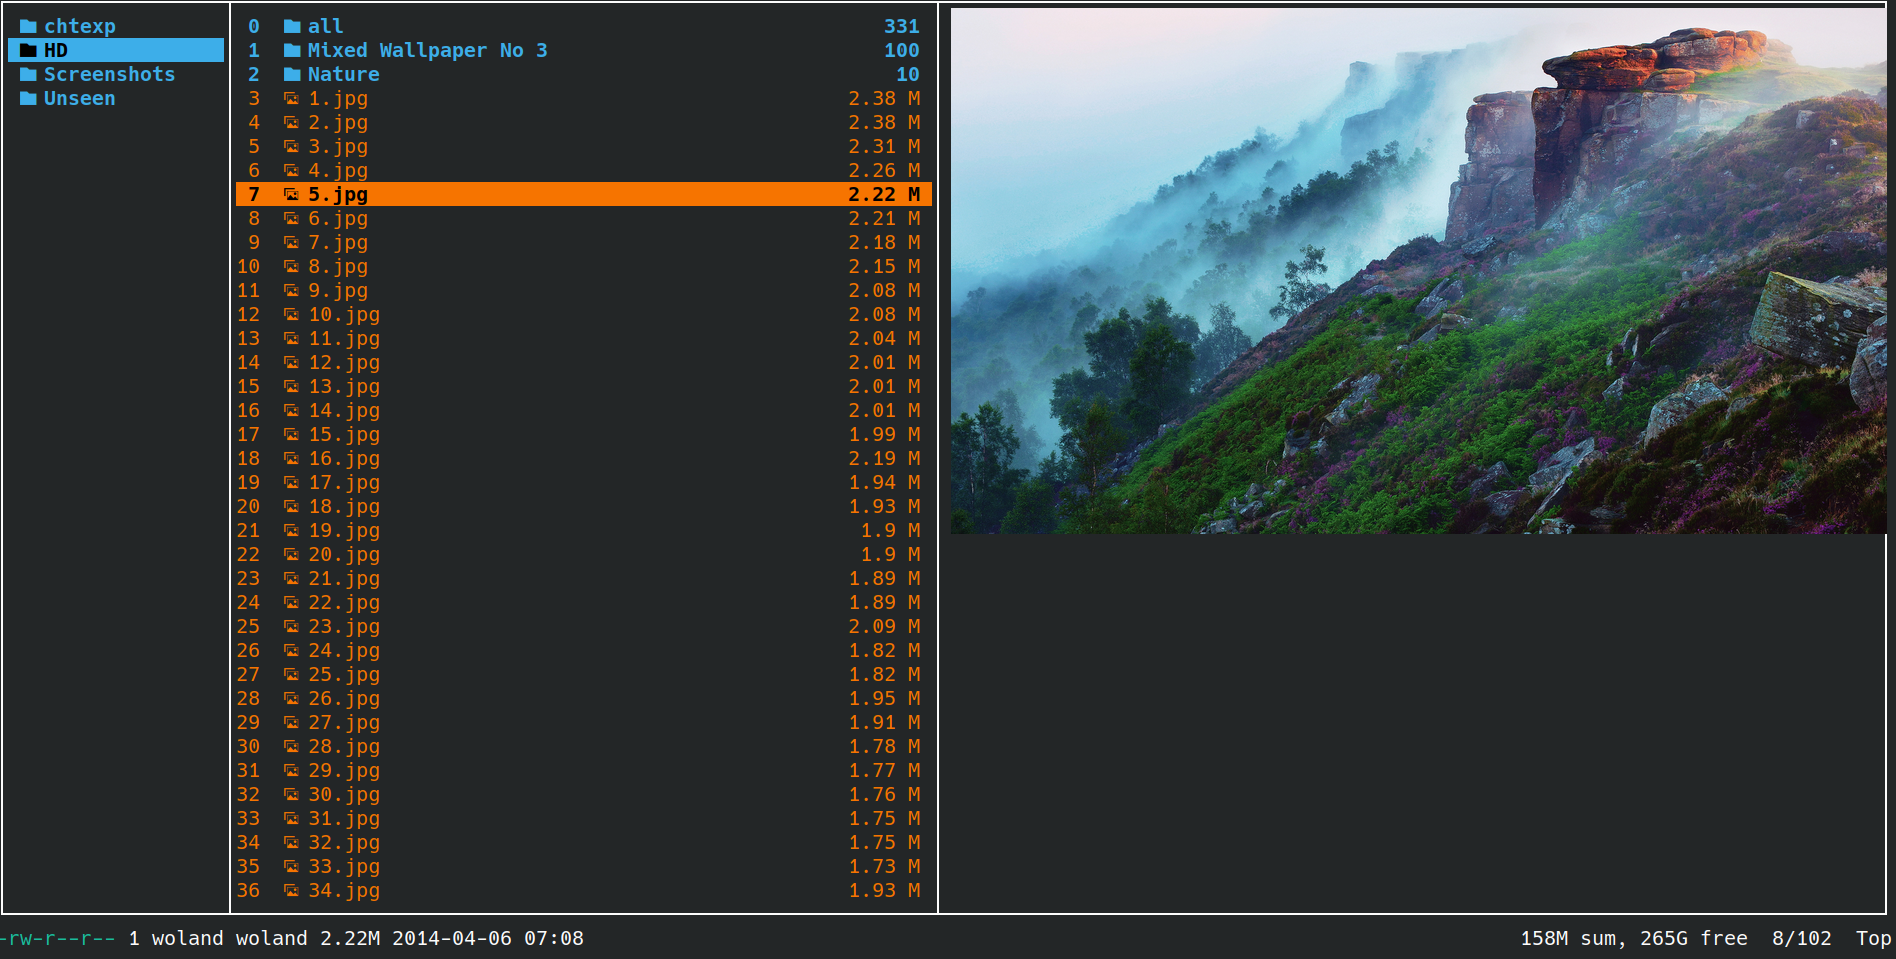 chtexp
HD
Screenshots
Unseen
0 all 331
1 Mixed Wallpaper No 3 100
2 Nature 10
3 1.jpg 2.38 M
4 2.jpg 2.38 M
5 3.jpg 2.31 M
6 4.jpg 2.26 M
7 5.jpg 2.22 M
8 6.jpg 2.21 M
9 7.jpg 2.18 M
10 8.jpg 2.15 M
11 9.jpg 2.08 M
12 10.jpg 2.08 M
13 11.jpg 2.04 M
14 12.jpg 2.01 M
15 13.jpg 2.01 M
16 14.jpg 2.01 M
17 15.jpg 1.99 M
18 16.jpg 2.19 M
19 17.jpg 1.94 M
20 18.jpg 1.93 M
21 19.jpg 1.9 M
22 20.jpg 1.9 M
23 21.jpg 1.89 M
24 22.jpg 1.89 M
25 23.jpg 2.09 M
26 24.jpg 1.82 M
27 25.jpg 1.82 M
28 26.jpg 1.95 M
29 27.jpg 1.91 M
30 28.jpg 1.78 M
31 29.jpg 1.77 M
32 30.jpg 1.76 M
33 31.jpg 1.75 M
34 32.jpg 1.75 M
35 33.jpg 1.73 M
36 34.jpg 1.93 M
-rw-r--r-- 1 woland woland 2.22M 2014-04-06 07:08 158M sum, 265G free 8/102 Top